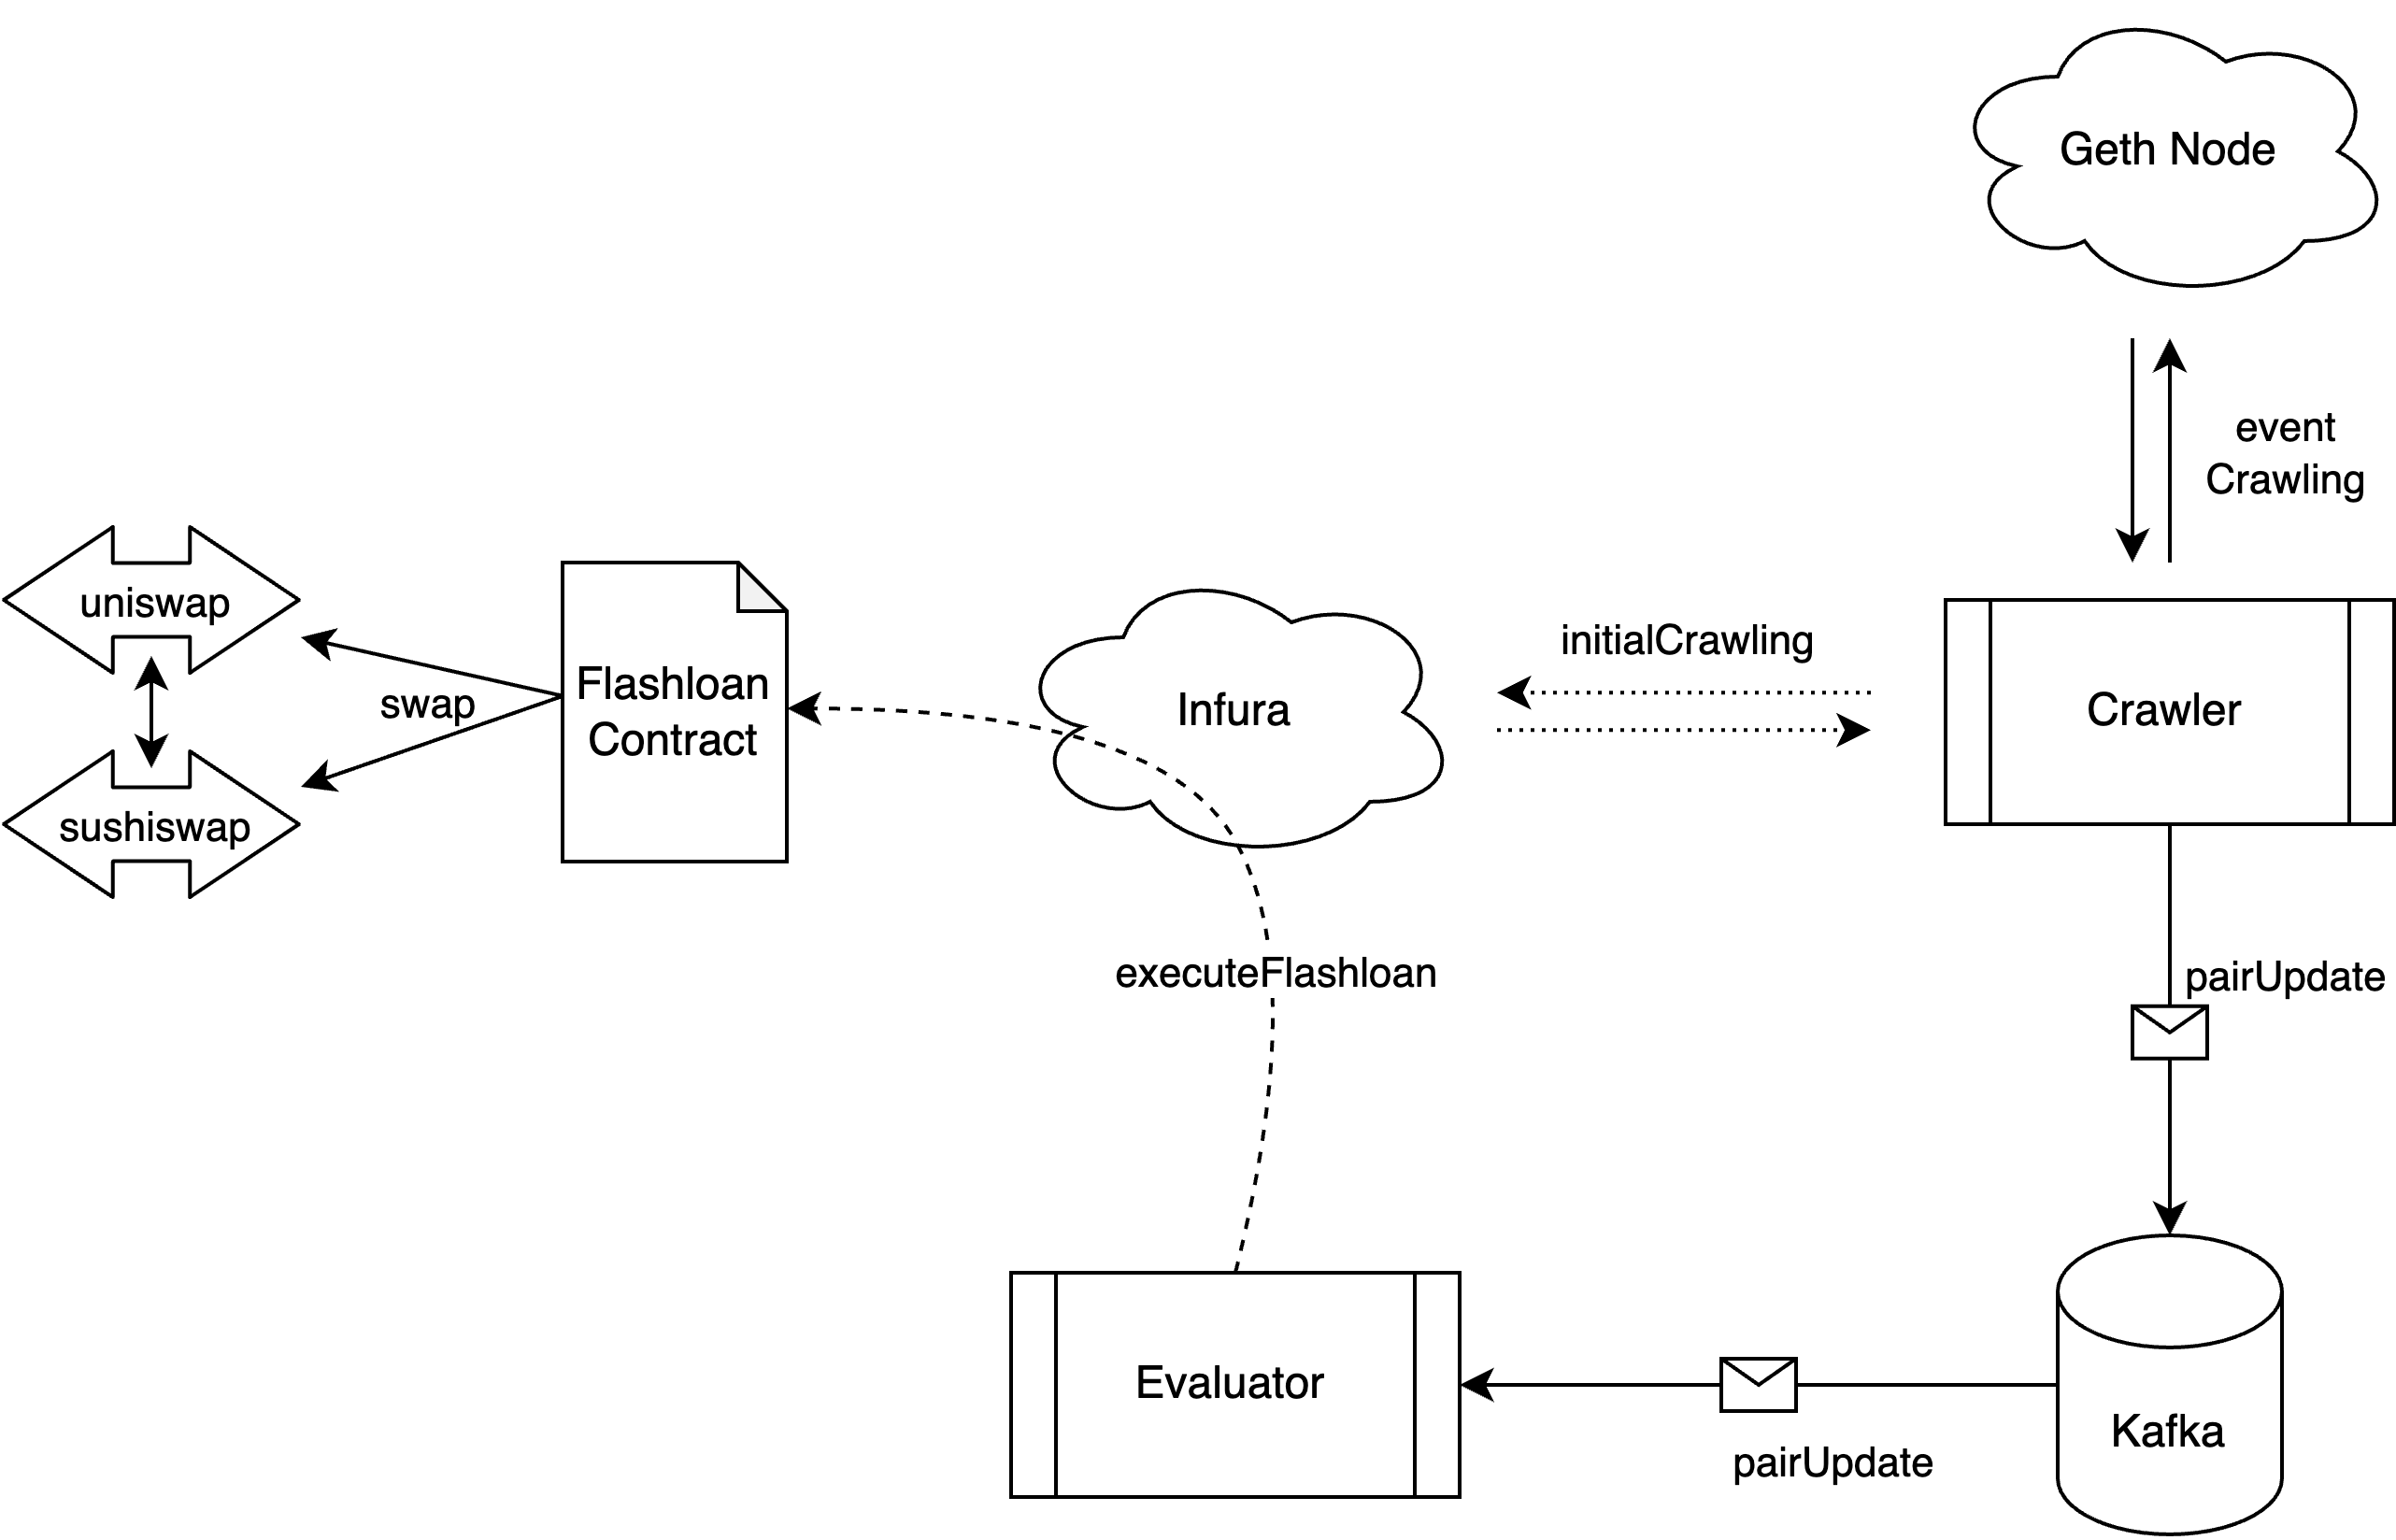 Geth Node
event
Crawling
uniswap
swap
sushiswap
Flashloan
Contract
Infura
initialCrawling
Crawler
executeFlashloan
pairUpdate
Evaluator
pairUpdate
Kafka